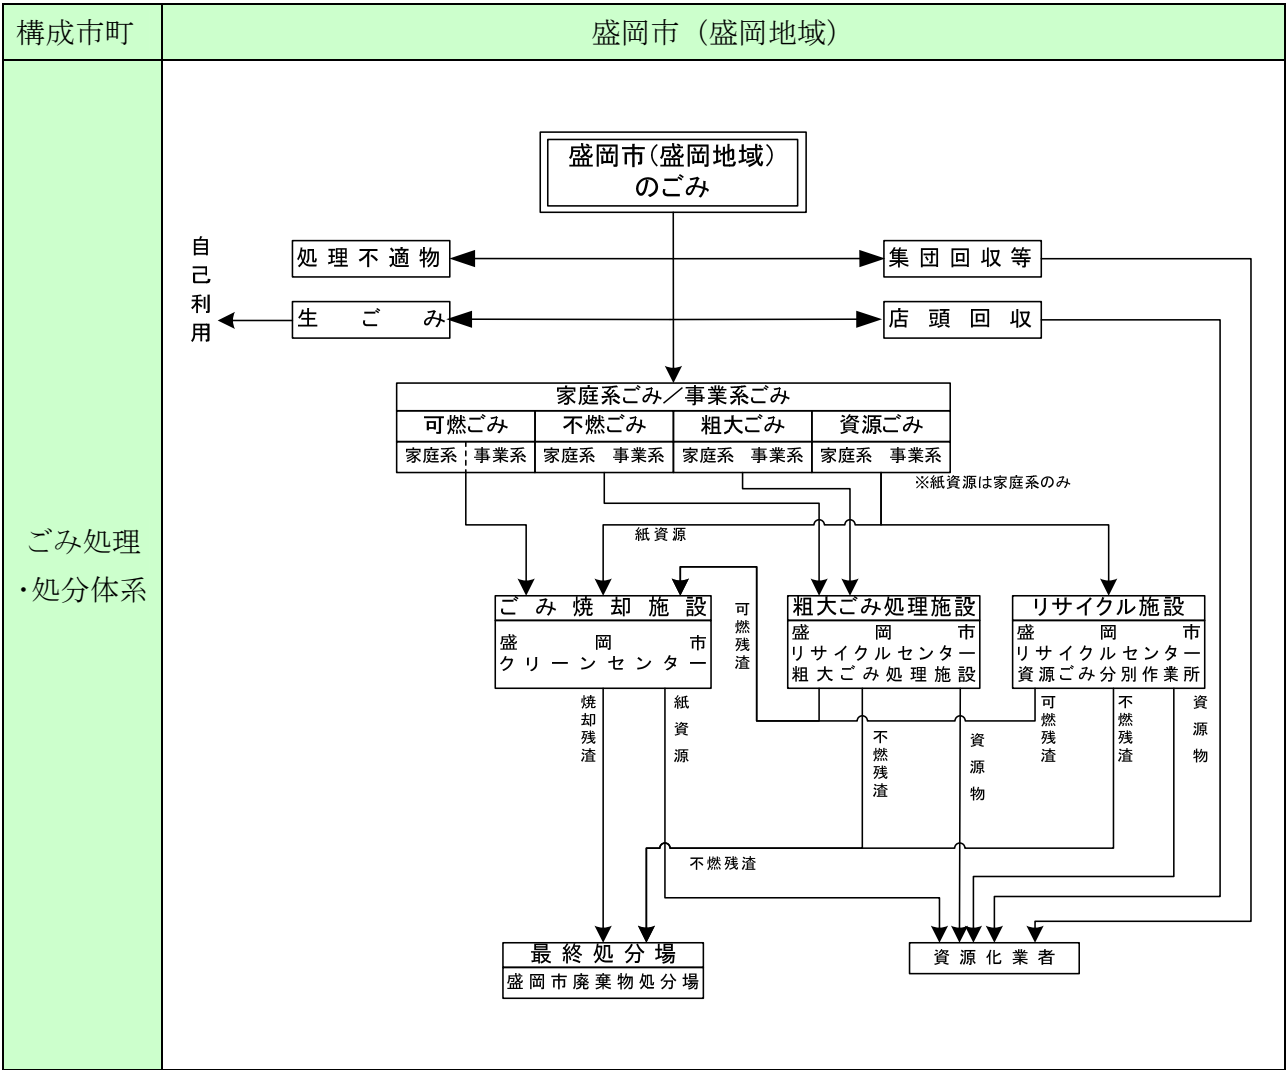 構成市町
盛岡市（盛岡地域）
ごみ処理
・処分体系
盛岡市（盛岡地域）
のごみ
自己利用
処理不適物
集団回収等
生ごみ
店頭回収
家庭系ごみ／事業系ごみ
可燃ごみ 不燃ごみ 粗大ごみ 資源ごみ
家庭系 事業系 家庭系 事業系 家庭系 事業系 家庭系 事業系
※紙資源は家庭系のみ
紙資源
ごみ焼却施設
盛岡市
クリーンセンター
可燃残渣
粗大ごみ処理施設
盛岡市
リサイクルセンター
粗大ごみ処理施設
リサイクル施設
盛岡市
リサイクルセンター
資源ごみ分別作業所
焼却残渣
紙資源
不燃残渣
資源物
可燃残渣
不燃残渣
資源物
不燃残渣
最終処分場
盛岡市廃棄物処分場
資源化業者